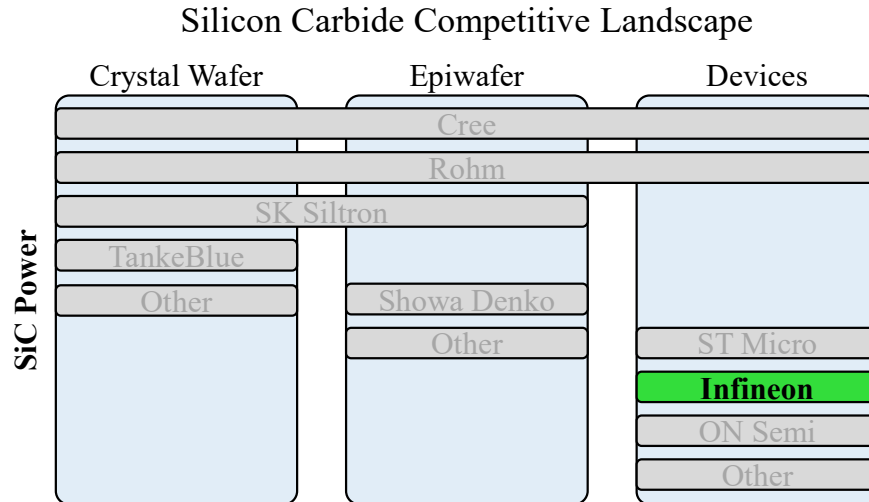 Silicon Carbide Competitive Landscape
Crystal Wafer Epiwafer Devices
SiC Power
Cree
Rohm
SK Siltron
TankeBlue
Other Showa Denko
Other ST Micro
Infineon
ON Semi
Other